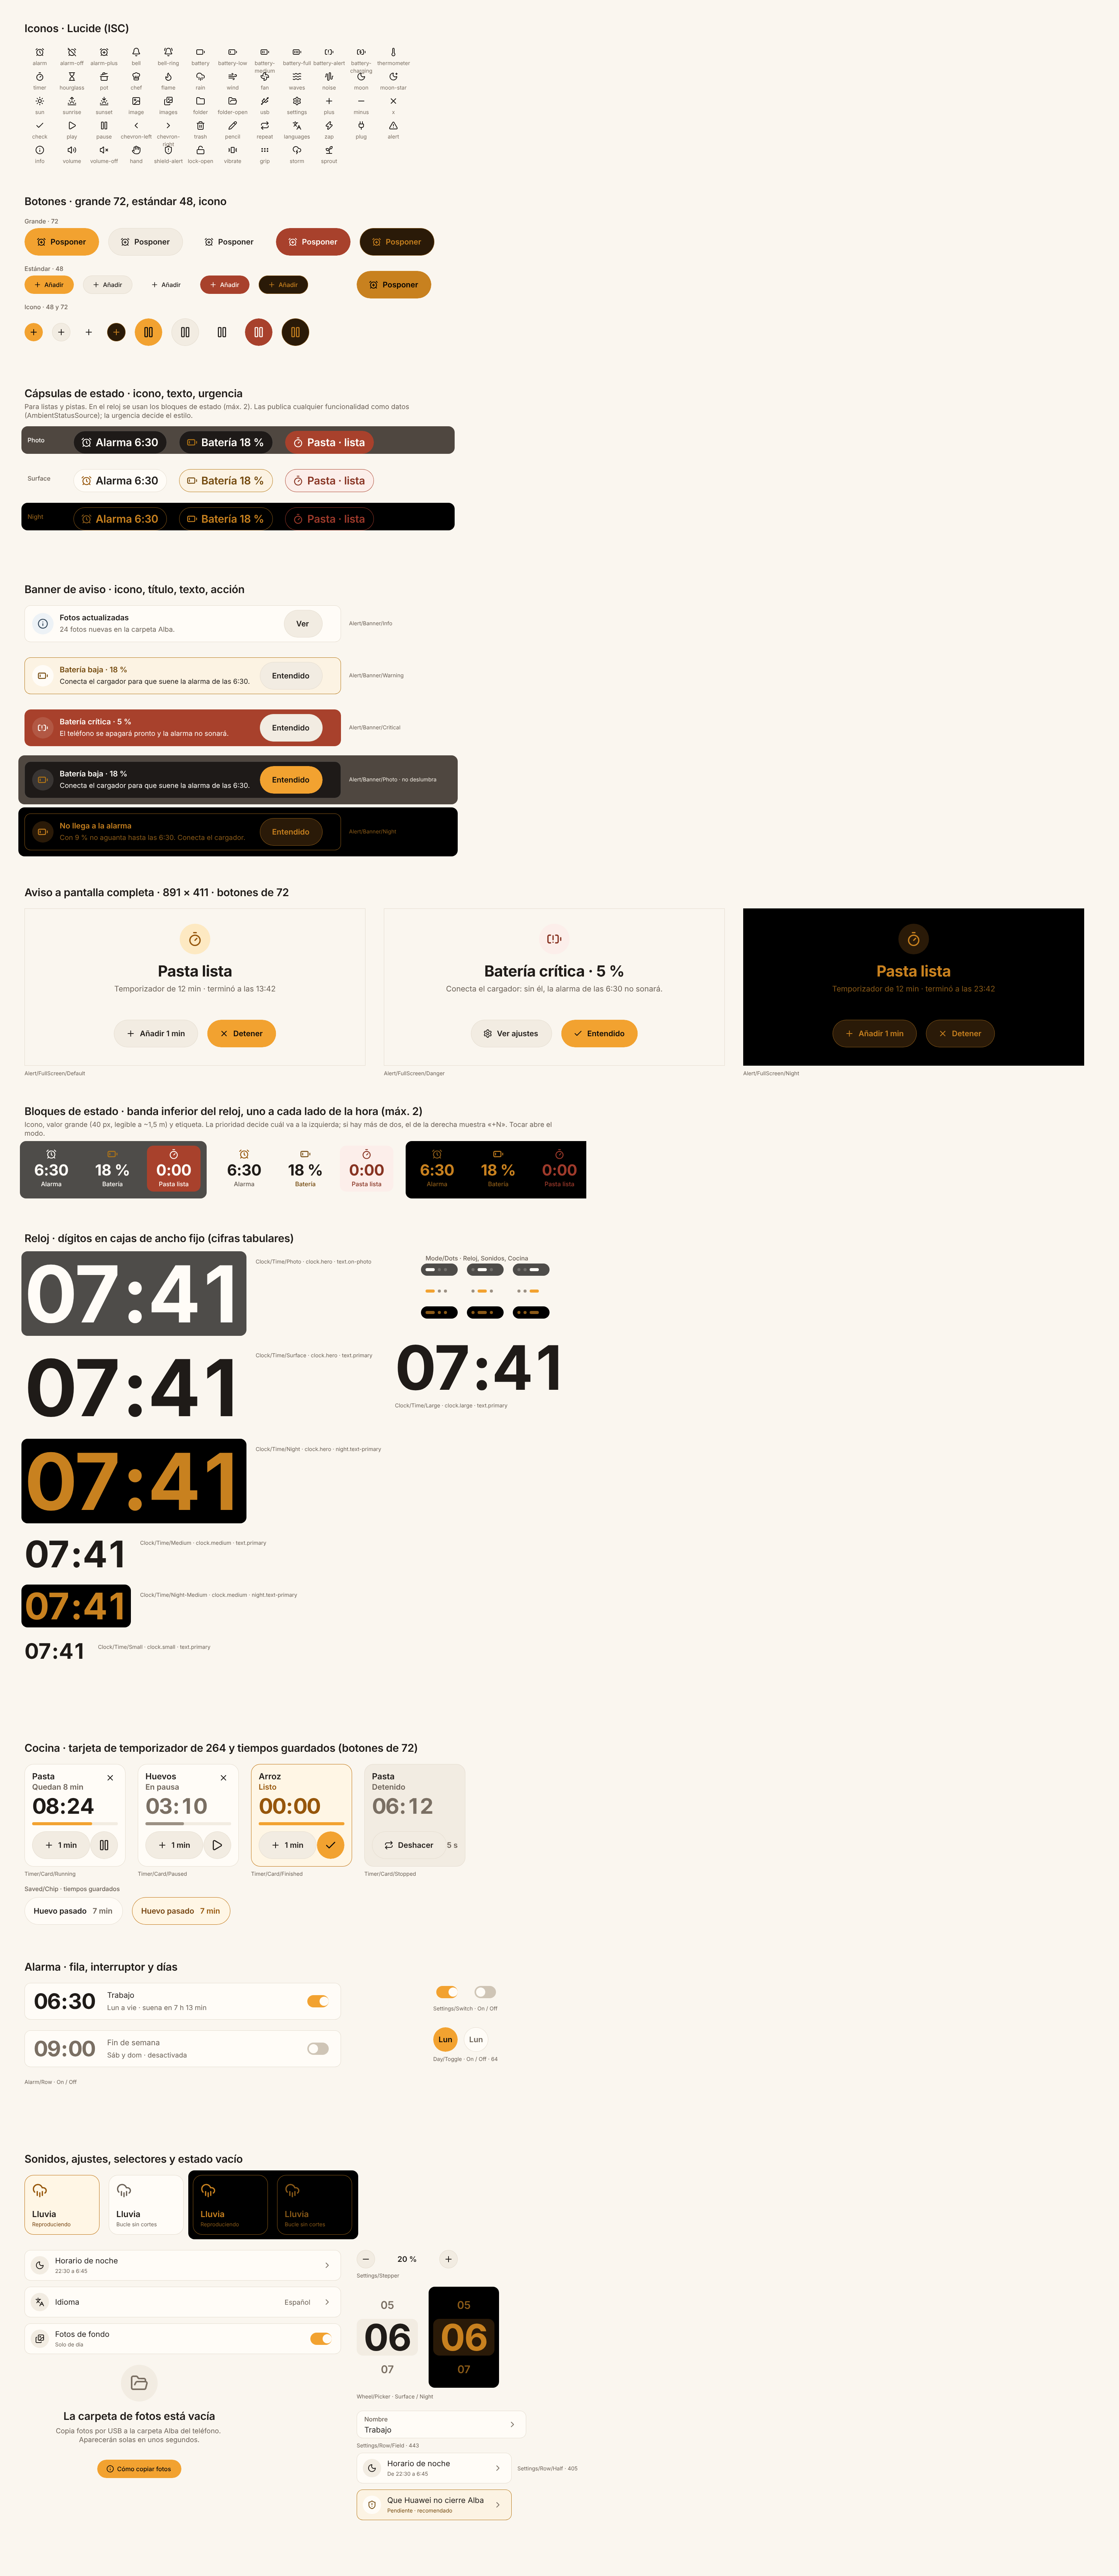 Iconos · Lucide (ISC)
alarm alarm-off alarm-plus bell bell-ring battery battery-low battery-medium battery-full battery-alert battery-charging thermometer
timer hourglass pot chef flame rain wind fan waves noise moon moon-star
sun sunrise sunset image images folder folder-open usb settings plus minus x
check play pause chevron-left chevron-right trash pencil repeat languages zap plug alert
info volume volume-off hand shield-alert lock-open vibrate grip storm sprout
Botones · grande 72, estándar 48, icono
Grande · 72
Posponer Posponer Posponer Posponer Posponer
Estándar · 48
Añadir Añadir Añadir Añadir Añadir
Posponer
Icono · 48 y 72
Cápsulas de estado · icono, texto, urgencia
Para listas y pistas. En el reloj se usan los bloques de estado (máx. 2). Las publica cualquier funcionalidad como datos
(AmbientStatusSource); la urgencia decide el estilo.
Photo Alarma 6:30 Batería 18 % Pasta · lista
Surface Alarma 6:30 Batería 18 % Pasta · lista
Night Alarma 6:30 Batería 18 % Pasta · lista
Banner de aviso · icono, título, texto, acción
Fotos actualizadas
24 fotos nuevas en la carpeta Alba.
Ver
Alert/Banner/Info
Batería baja · 18 %
Conecta el cargador para que suene la alarma de las 6:30.
Entendido
Alert/Banner/Warning
Batería crítica · 5 %
El teléfono se apagará pronto y la alarma no sonará.
Entendido
Alert/Banner/Critical
Batería baja · 18 %
Conecta el cargador para que suene la alarma de las 6:30.
Entendido
Alert/Banner/Photo · no deslumbra
No llega a la alarma
Con 9 % no aguanta hasta las 6:30. Conecta el cargador.
Entendido
Alert/Banner/Night
Aviso a pantalla completa · 891 × 411 · botones de 72
Pasta lista
Temporizador de 12 min · terminó a las 13:42
Añadir 1 min Detener
Alert/FullScreen/Default
Batería crítica · 5 %
Conecta el cargador: sin él, la alarma de las 6:30 no sonará.
Ver ajustes Entendido
Alert/FullScreen/Danger
Pasta lista
Temporizador de 12 min · terminó a las 23:42
Añadir 1 min Detener
Alert/FullScreen/Night
Bloques de estado · banda inferior del reloj, uno a cada lado de la hora (máx. 2)
Icono, valor grande (40 px, legible a ~1,5 m) y etiqueta. La prioridad decide cuál va a la izquierda; si hay más de dos, el de la derecha muestra «+N». Tocar abre el
modo.
6:30 18 % 0:00 6:30 18 % 0:00 6:30 18 % 0:00
Alarma Batería Pasta lista Alarma Batería Pasta lista Alarma Batería Pasta lista
Reloj · dígitos en cajas de ancho fijo (cifras tabulares)
07:41
Clock/Time/Photo · clock.hero · text.on-photo
Mode/Dots · Reloj, Sonidos, Cocina
07:41
Clock/Time/Surface · clock.hero · text.primary
07:41
Clock/Time/Large · clock.large · text.primary
07:41
Clock/Time/Night · clock.hero · night.text-primary
07:41
Clock/Time/Medium · clock.medium · text.primary
07:41
Clock/Time/Night-Medium · clock.medium · night.text-primary
07:41
Clock/Time/Small · clock.small · text.primary
Cocina · tarjeta de temporizador de 264 y tiempos guardados (botones de 72)
Pasta
Quedan 8 min
08:24
1 min
Timer/Card/Running
Huevos
En pausa
03:10
1 min
Timer/Card/Paused
Arroz
Listo
00:00
1 min
Timer/Card/Finished
Pasta
Detenido
06:12
Deshacer 5 s
Timer/Card/Stopped
Saved/Chip · tiempos guardados
Huevo pasado 7 min Huevo pasado 7 min
Alarma · fila, interruptor y días
06:30
Trabajo
Lun a vie · suena en 7 h 13 min
09:00
Fin de semana
Sáb y dom · desactivada
Alarm/Row · On / Off
Settings/Switch · On / Off
Lun Lun
Day/Toggle · On / Off · 64
Sonidos, ajustes, selectores y estado vacío
Lluvia Lluvia Lluvia Lluvia
Reproduciendo Bucle sin cortes Reproduciendo Bucle sin cortes
Horario de noche
22:30 a 6:45
Idioma Español
Fotos de fondo
Solo de día
La carpeta de fotos está vacía
Copia fotos por USB a la carpeta Alba del teléfono.
Aparecerán solas en unos segundos.
Cómo copiar fotos
20 %
Settings/Stepper
05 05
06 06
07 07
Wheel/Picker · Surface / Night
Nombre
Trabajo
Settings/Row/Field · 443
Horario de noche
De 22:30 a 6:45
Settings/Row/Half · 405
Que Huawei no cierre Alba
Pendiente · recomendado